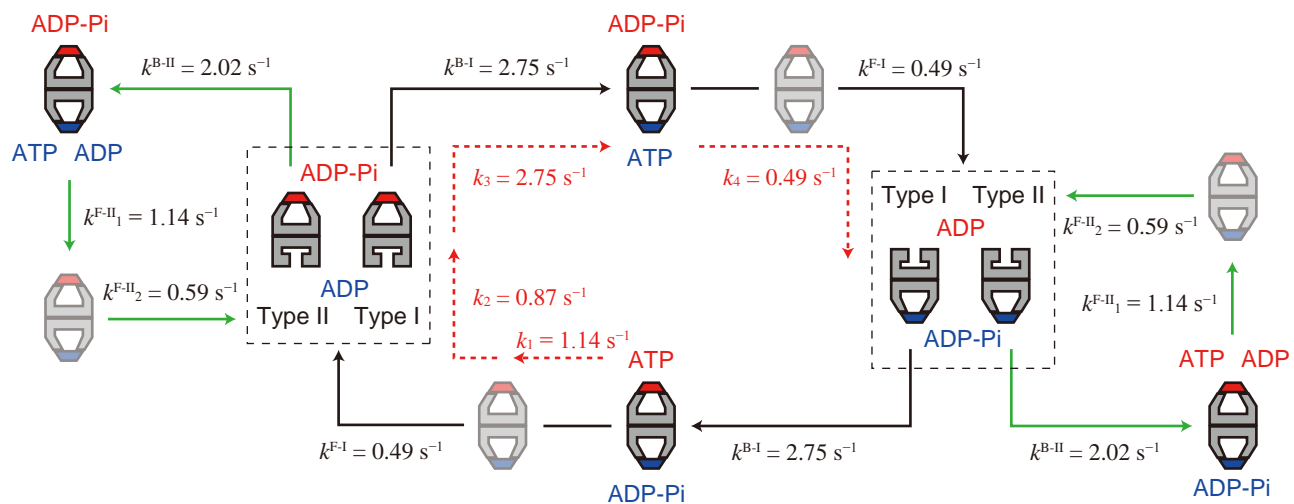 ADP-Pi
ADP-Pi
k^B-II = 2.02 s⁻¹
k^B-I = 2.75 s⁻¹
k^F-I = 0.49 s⁻¹
ATP ADP
ADP-Pi
ATP
k₃ = 2.75 s⁻¹
k₄ = 0.49 s⁻¹
Type I Type II
k^F-II₁ = 1.14 s⁻¹
ADP
k^F-II₂ = 0.59 s⁻¹
k^F-II₂ = 0.59 s⁻¹
ADP
k₂ = 0.87 s⁻¹
k^F-II₁ = 1.14 s⁻¹
Type II Type I
k₁ = 1.14 s⁻¹
ADP-Pi
ATP
ATP ADP
k^F-I = 0.49 s⁻¹
k^B-I = 2.75 s⁻¹
k^B-II = 2.02 s⁻¹
ADP-Pi
ADP-Pi